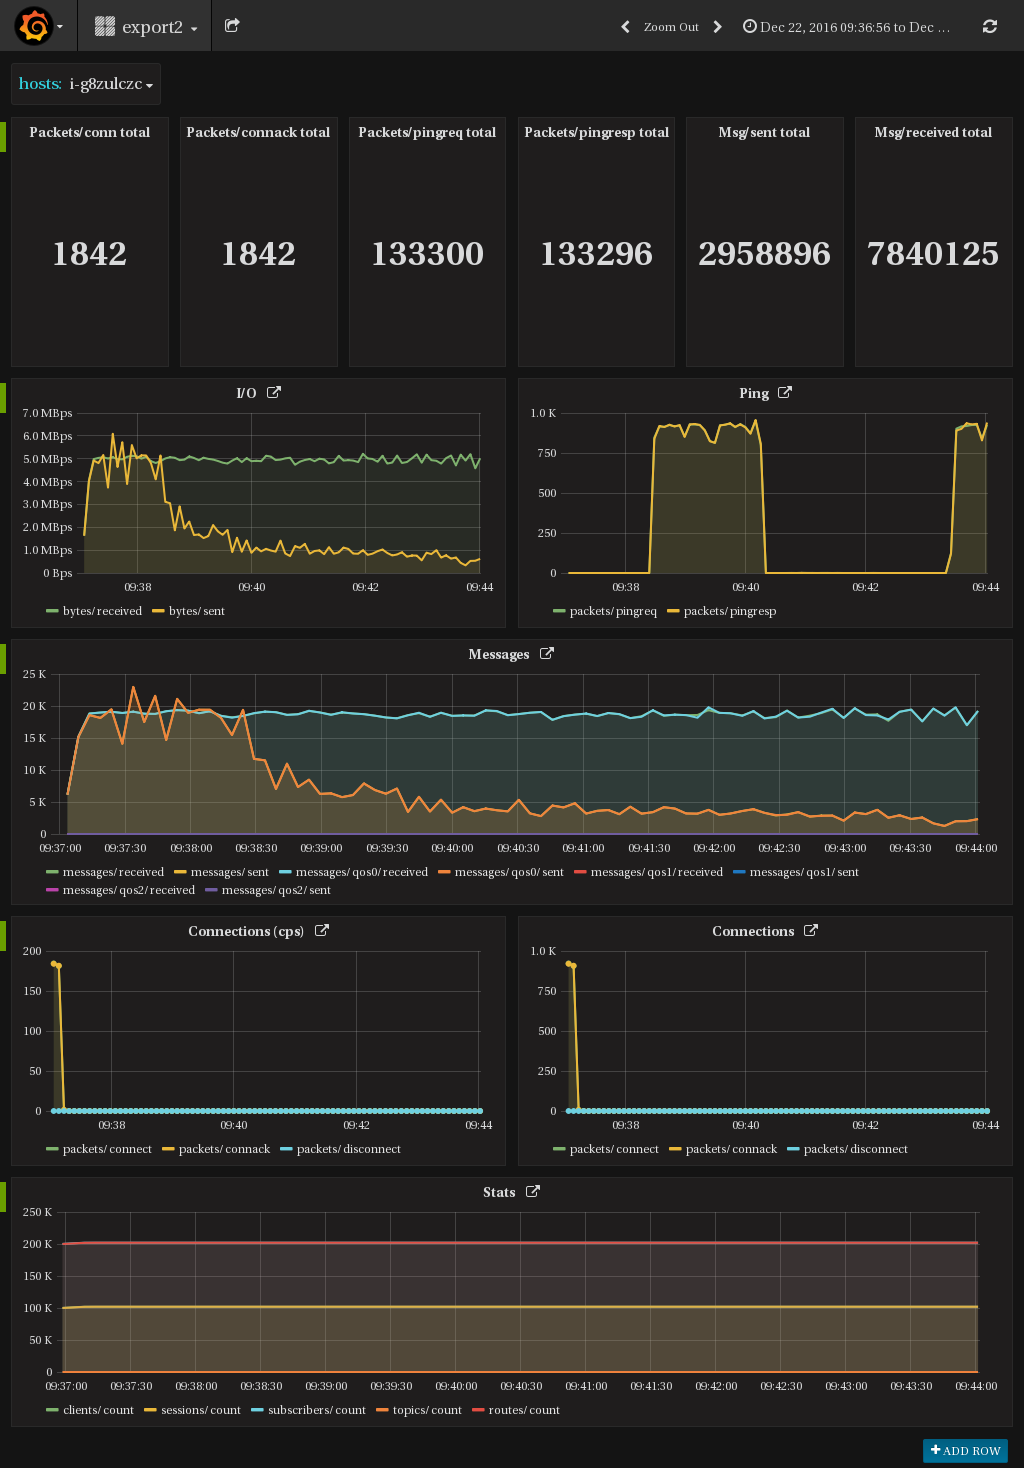 export2
Zoom Out
Dec 22, 2016 09:36:56 to Dec ...
hosts: i-g8zulczc
Packets/conn total Packets/connack total Packets/pingreq total Packets/pingresp total Msg/sent total Msg/received total
1842 1842 133300 133296 2958896 7840125
I/O
7.0 MBps
6.0 MBps
5.0 MBps
4.0 MBps
3.0 MBps
2.0 MBps
1.0 MBps
0 Bps
09:38 09:40 09:42 09:44
bytes/received bytes/sent
Ping
1.0 K
750
500
250
0
09:38 09:40 09:42 09:44
packets/pingreq packets/pingresp
Messages
25 K
20 K
15 K
10 K
5 K
0
09:37:00 09:37:30 09:38:00 09:38:30 09:39:00 09:39:30 09:40:00 09:40:30 09:41:00 09:41:30 09:42:00 09:42:30 09:43:00 09:43:30 09:44:00
messages/received messages/sent messages/qos0/received messages/qos0/sent messages/qos1/received messages/qos1/sent
messages/qos2/received messages/qos2/sent
Connections (cps)
200
150
100
50
0
09:38 09:40 09:42 09:44
packets/connect packets/connack packets/disconnect
Connections
1.0 K
750
500
250
0
09:38 09:40 09:42 09:44
packets/connect packets/connack packets/disconnect
Stats
250 K
200 K
150 K
100 K
50 K
0
09:37:00 09:37:30 09:38:00 09:38:30 09:39:00 09:39:30 09:40:00 09:40:30 09:41:00 09:41:30 09:42:00 09:42:30 09:43:00 09:43:30 09:44:00
clients/count sessions/count subscribers/count topics/count routes/count
ADD ROW